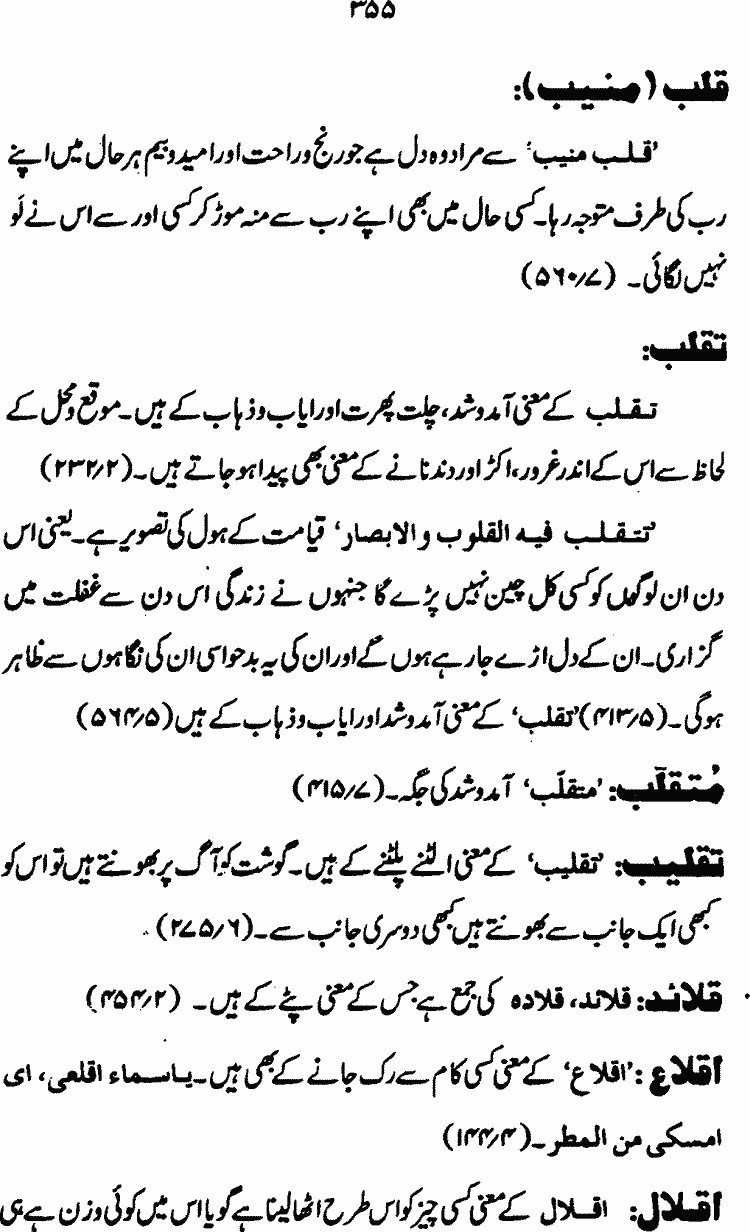 ۳۵۵
قلب (منیب):
’قلب منیب‘ سے مراد وہ دل ہے جو رنج و راحت اور امید و بیم ہر حال میں اپنے
رب کی طرف متوجہ رہا۔ کسی حال میں بھی اپنے رب سے منہ موڑ کر کسی اور سے اس نے لَو
نہیں لگائی۔ (۵۶۰/۷)
تقلب:
تقلب کے معنی آمد و شد، چلت پھرت اور ایاب و ذہاب کے ہیں۔ موقع و محل کے
لحاظ سے اس کے اندر غرور، اکڑ اور دندنانے کے معنی بھی پیدا ہو جاتے ہیں۔ (۲۳۲/۲)
’تتقلب فیہ القلوب والابصار‘ قیامت کے ہول کی تصویر ہے۔ یعنی اس
دن ان لوگوں کو کسی کل چین نہیں پڑے گا جنہوں نے زندگی اس دن سے غفلت میں
گزاری۔ ان کے دل اڑے جا رہے ہوں گے اور ان کی یہ بدحواسی ان کی نگاہوں سے ظاہر
ہوگی۔ (۴۱۳/۵) ’تقلب‘ کے معنی آمد و شد اور ایاب و ذہاب کے ہیں (۵۶۴/۵)
مُتقلَّب: ’متقلَّب‘ آمد و شد کی جگہ۔ (۴۱۵/۷)
تقلیب: ’تقلیب‘ کے معنی الٹنے پلٹنے کے ہیں۔ گوشت کو آگ پر بھونتے ہیں تو اس کو
کبھی ایک جانب سے بھونتے ہیں کبھی دوسری جانب سے۔ (۲۷۵/۶)
قلائد: قلائد، قلادہ کی جمع ہے جس کے معنی پٹے کے ہیں۔ (۴۵۴/۲)
اقلاع: ’اقلاع‘ کے معنی کسی کام سے رک جانے کے بھی ہیں۔ یاسماء اقلعی، ای
امسکی من المطر۔ (۱۴۴/۴)
اقلال: اقلال کے معنی کسی چیز کو اس طرح اٹھا لینا ہے گویا اس میں کوئی وزن ہے ہی